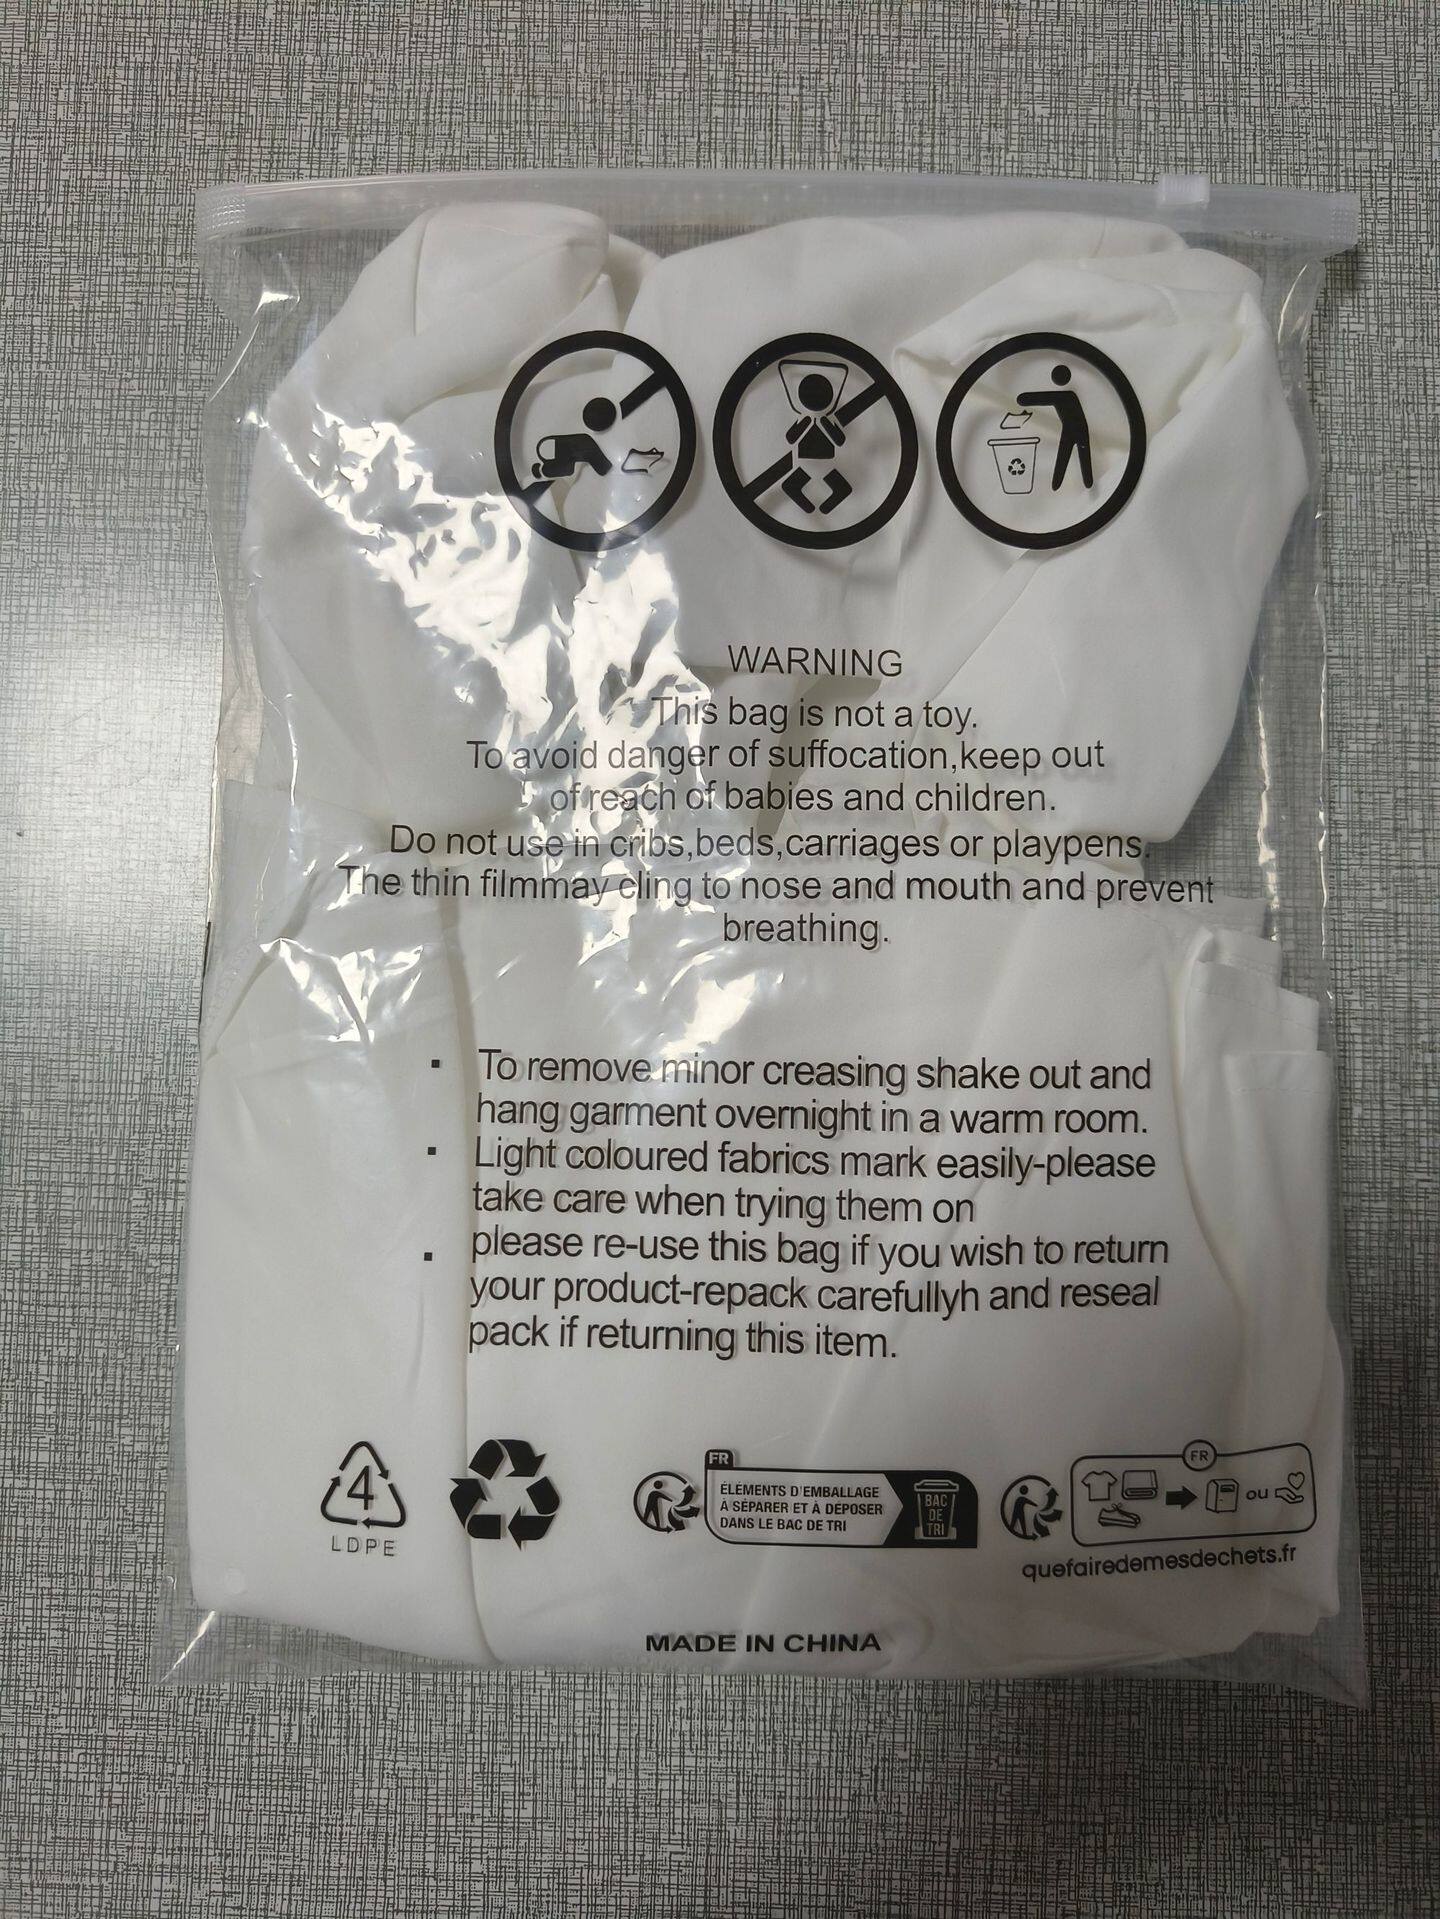 WARNING
This bag is not a toy.
To avoid danger of suffocation,keep out
of reach of babies and children.
Do not use in cribs,beds,carriages or playpens.
The thin filmmay cling to nose and mouth and prevent
breathing.
▪ To remove minor creasing shake out and
hang garment overnight in a warm room.
▪ Light coloured fabrics mark easily-please
take care when trying them on
▪ please re-use this bag if you wish to return
your product-repack carefullyh and reseal
pack if returning this item.
4
LDPE
FR
ÉLÉMENTS D'EMBALLAGE
À SÉPARER ET À DÉPOSER
DANS LE BAC DE TRI
BAC
DE
TRI
FR
ou
quefairedemesdechets.fr
MADE IN CHINA